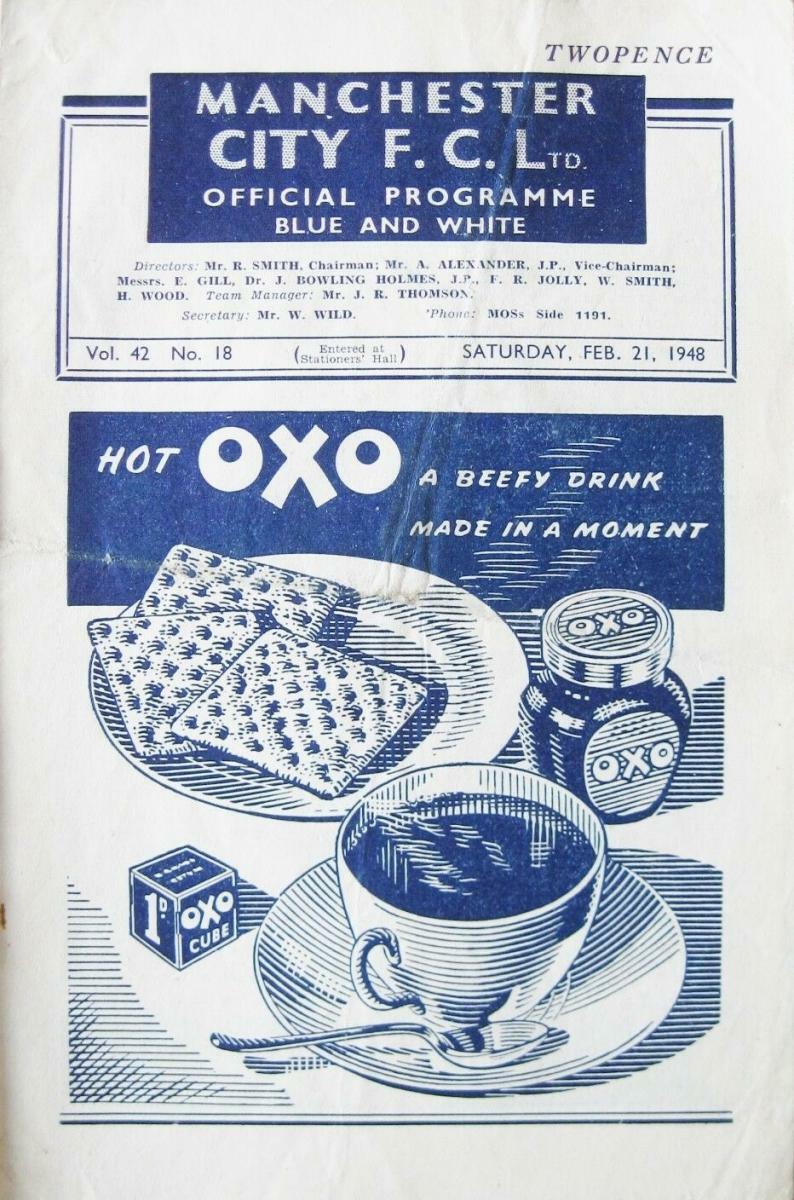 TWOPENCE
MANCHESTER
CITY F. C. LTD.
OFFICIAL PROGRAMME
BLUE AND WHITE
Directors: Mr. R. SMITH, Chairman; Mr. A. ALEXANDER, J.P., Vice-Chairman;
Messrs. E. GILL, Dr. J. BOWLING HOLMES, J.P., F. R. JOLLY, W. SMITH,
H. WOOD. Team Manager: Mr. J. R. THOMSON.
Secretary: Mr. W. WILD. 'Phone: MOSs Side 1191.
Vol. 42 No. 18 (Entered at Stationers' Hall) SATURDAY, FEB. 21, 1948
HOT OXO A BEEFY DRINK
MADE IN A MOMENT
OXO
OXO
1D OXO
CUBE